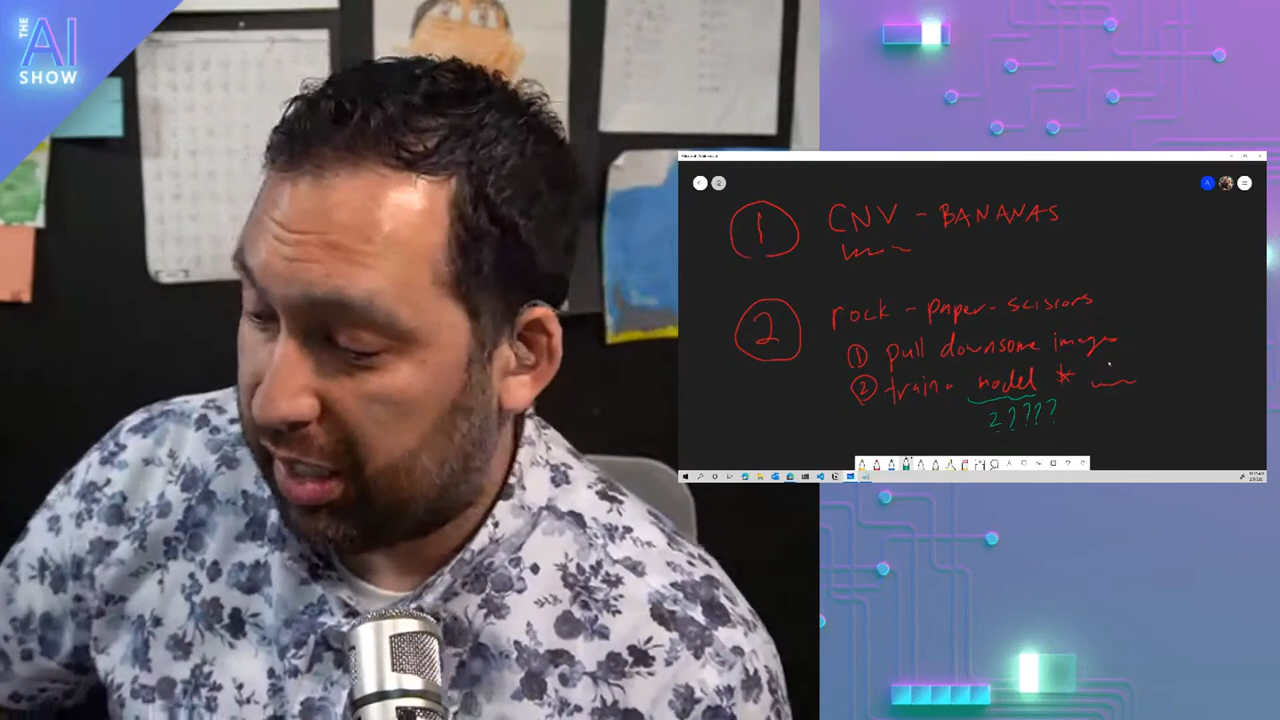 THE
AI
SHOW
① CNV - BANANAS
② rock - paper - scissors
① pull down some images
② train model *
?????